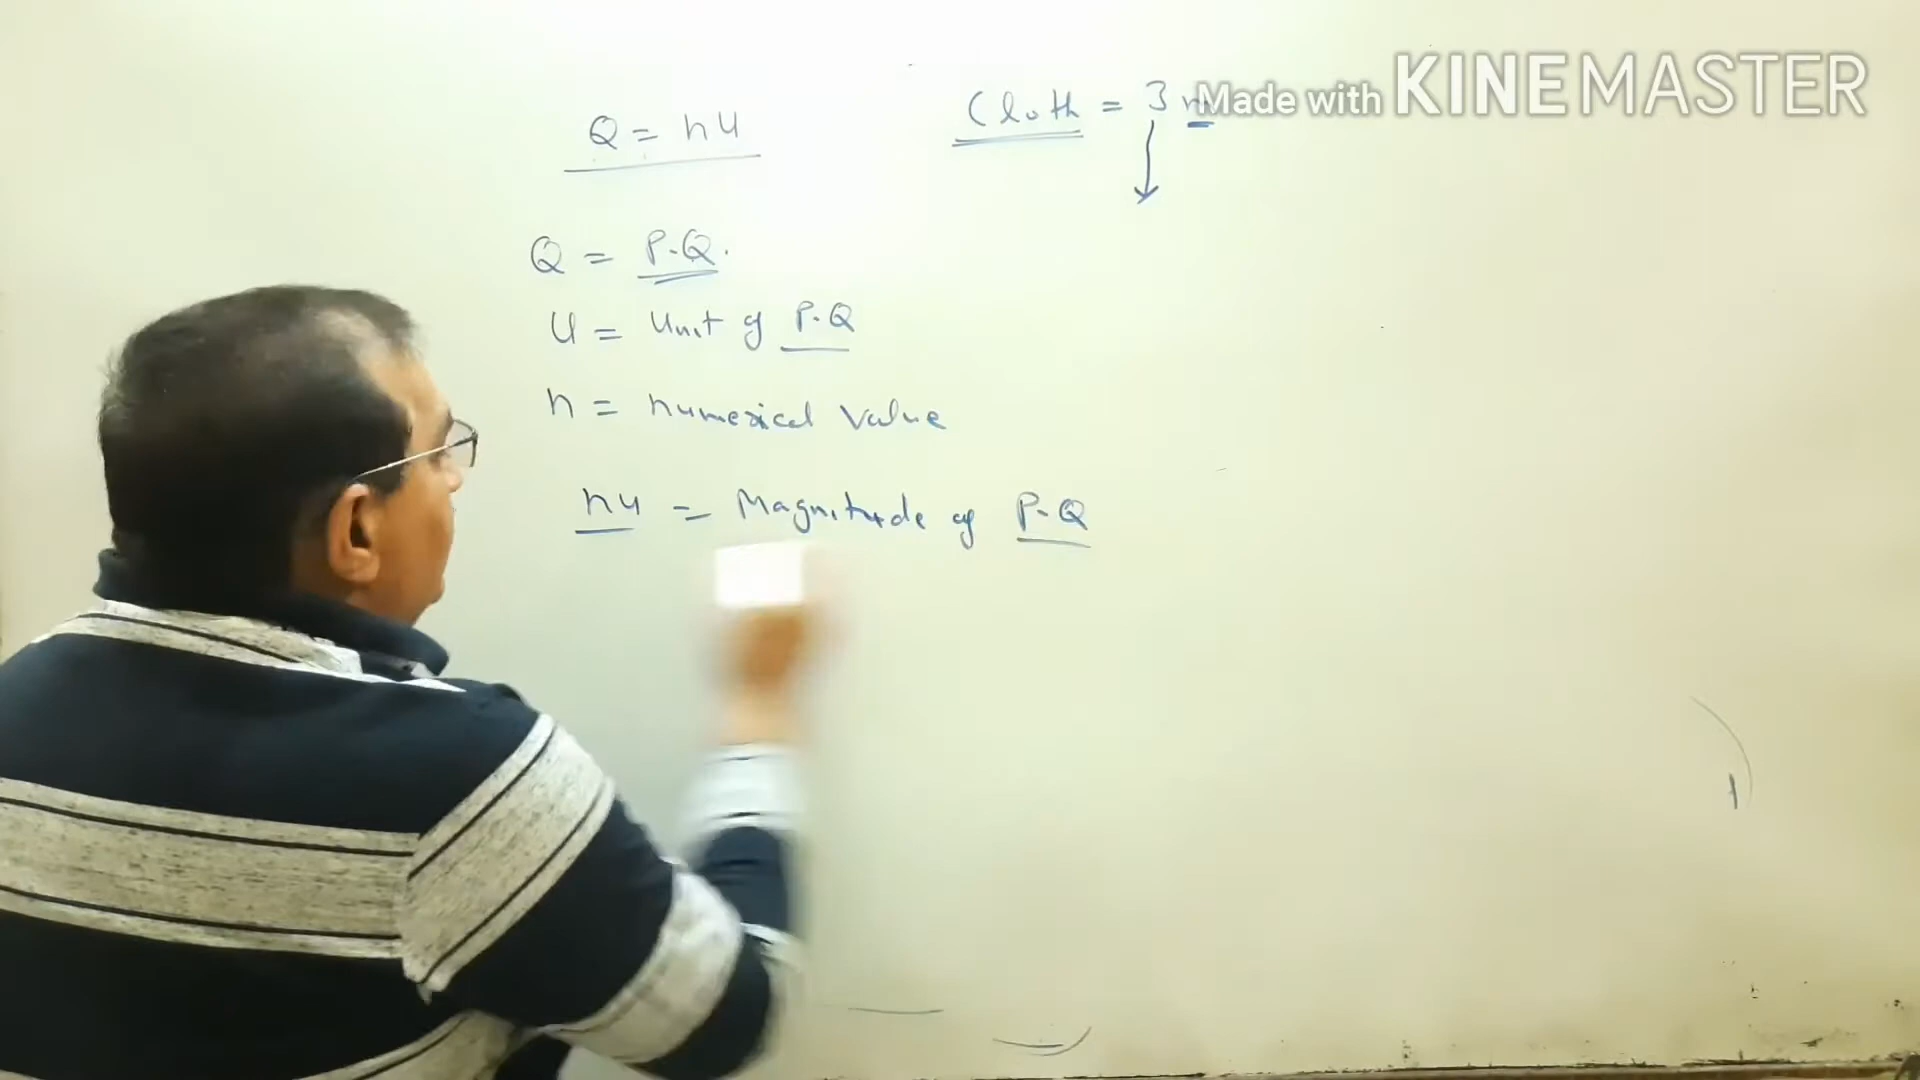 Q = nu
Cloth = 3 m
Made with KINEMASTER
Q = P.Q.
u = Unit of P.Q
n = numerical value
nu = Magnitude of P.Q